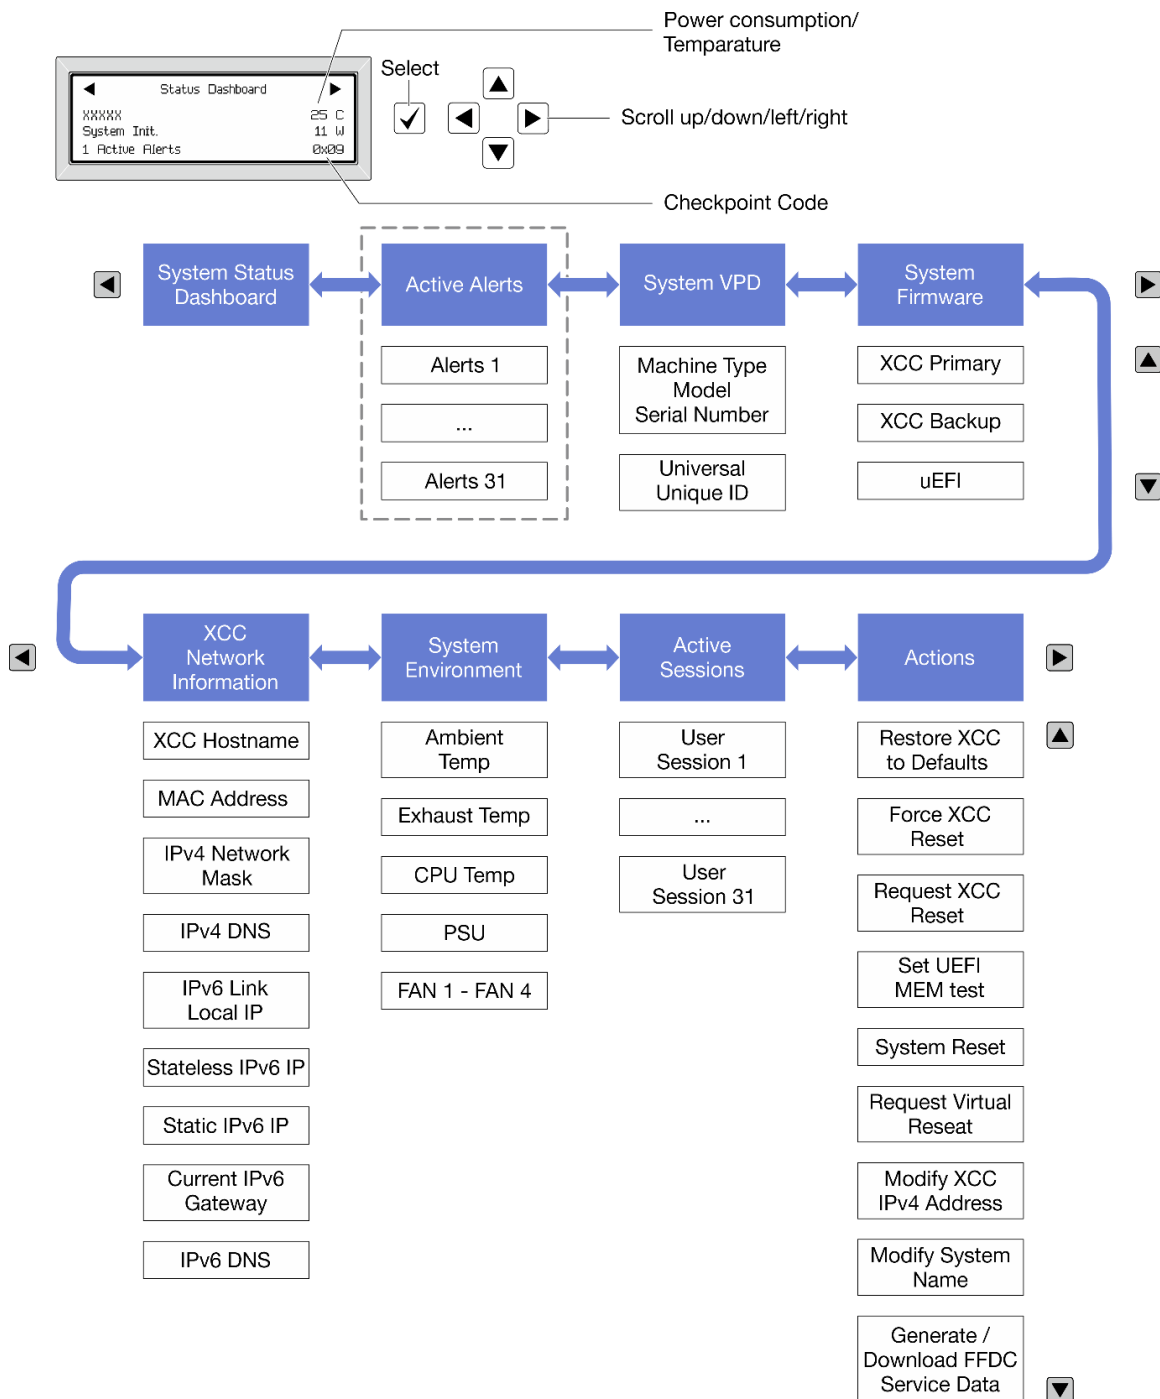 Power consumption/
Temparature
Select
Status Dashboard
XXXXX 25 C
System Init. 11 W
1 Active Alerts 0x09
Scroll up/down/left/right
Checkpoint Code
System Status
Dashboard
Active Alerts
System VPD
System
Firmware
Alerts 1
...
Alerts 31
Machine Type
Model
Serial Number
Universal
Unique ID
XCC Primary
XCC Backup
uEFI
XCC
Network
Information
System
Environment
Active
Sessions
Actions
XCC Hostname
MAC Address
IPv4 Network
Mask
IPv4 DNS
IPv6 Link
Local IP
Stateless IPv6 IP
Static IPv6 IP
Current IPv6
Gateway
IPv6 DNS
Ambient
Temp
Exhaust Temp
CPU Temp
PSU
FAN 1 - FAN 4
User
Session 1
...
User
Session 31
Restore XCC
to Defaults
Force XCC
Reset
Request XCC
Reset
Set UEFI
MEM test
System Reset
Request Virtual
Reseat
Modify XCC
IPv4 Address
Modify System
Name
Generate /
Download FFDC
Service Data